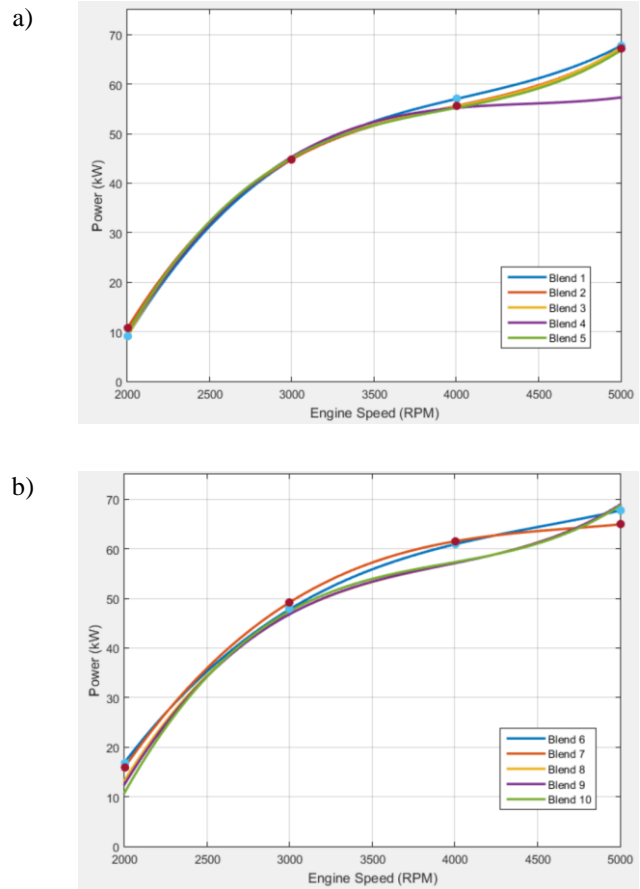 a)
70
60
50
40
30
20
10
0
Power (kW)
Blend 1
Blend 2
Blend 3
Blend 4
Blend 5
2000 2500 3000 3500 4000 4500 5000
Engine Speed (RPM)
b)
70
60
50
40
30
20
10
0
Power (kW)
Blend 6
Blend 7
Blend 8
Blend 9
Blend 10
2000 2500 3000 3500 4000 4500 5000
Engine Speed (RPM)